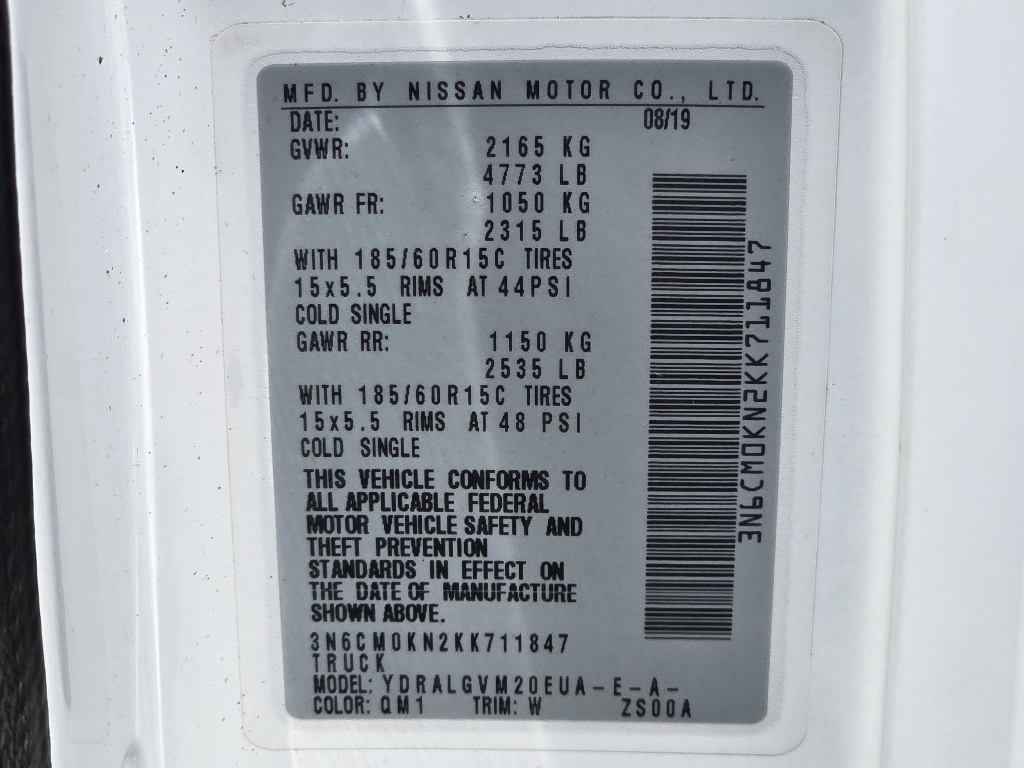 MFD. BY NISSAN MOTOR CO., LTD.
DATE: 08/19
GVWR: 2165 KG
4773 LB
GAWR FR: 1050 KG
2315 LB
WITH 185/60R15C TIRES
15x5.5 RIMS AT 44PSI
COLD SINGLE
GAWR RR: 1150 KG
2535 LB
WITH 185/60R15C TIRES
15x5.5 RIMS AT 48 PSI
COLD SINGLE
THIS VEHICLE CONFORMS TO
ALL APPLICABLE FEDERAL
MOTOR VEHICLE SAFETY AND
THEFT PREVENTION
STANDARDS IN EFFECT ON
THE DATE OF MANUFACTURE
SHOWN ABOVE.
3N6CM0KN2KK711847
TRUCK
MODEL: YDRALGVM20EUA-E-A-
COLOR: QM1 TRIM: W ZS00A
3N6CM0KN2KK711847